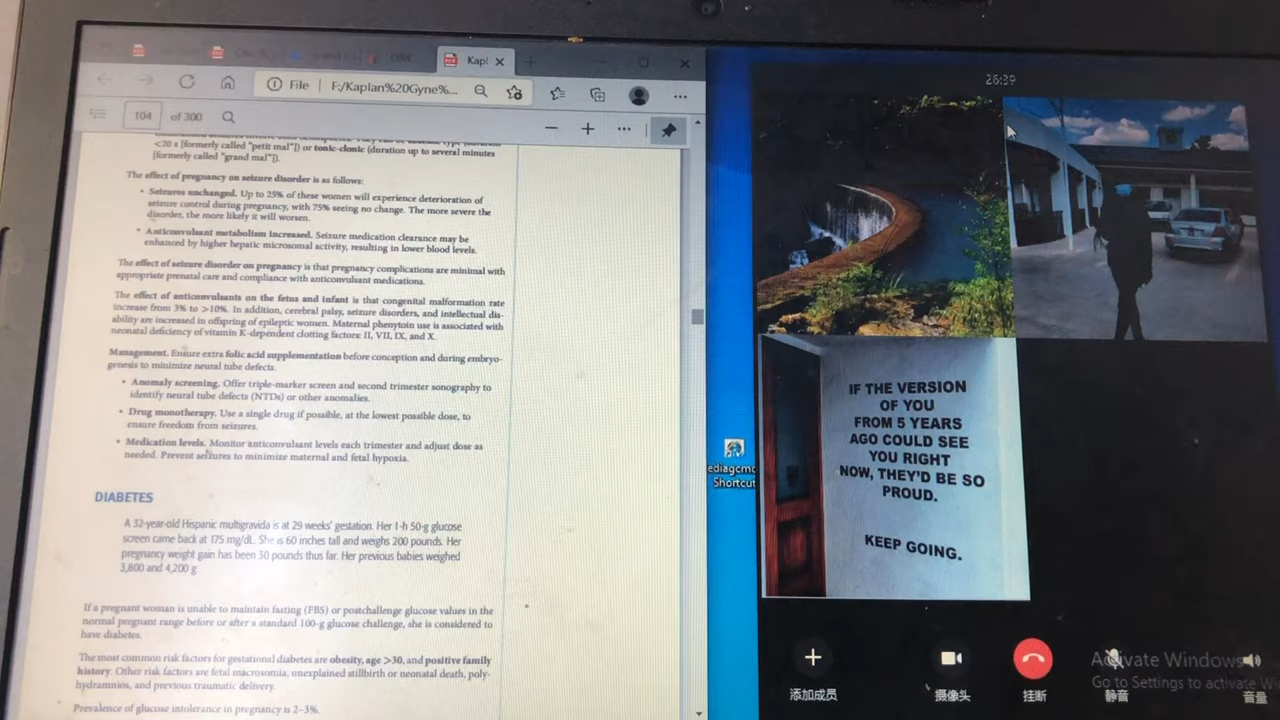 Kapl
File
F:/Kaplan%20Gyne%...
104 of 300
<20 s [formerly called "petit mal"]) or tonic-clonic (duration up to several minutes
[formerly called "grand mal"]).
The effect of pregnancy on seizure disorder is as follows:
• Seizures unchanged. Up to 25% of these women will experience deterioration of
seizure control during pregnancy, with 75% seeing no change. The more severe the
disorder, the more likely it will worsen.
• Anticonvulsant metabolism increased. Seizure medication clearance may be
enhanced by higher hepatic microsomal activity, resulting in lower blood levels.
The effect of seizure disorder on pregnancy is that pregnancy complications are minimal with
appropriate prenatal care and compliance with anticonvulsant medications.
The effect of anticonvulsants on the fetus and infant is that congenital malformation rate
increase from 3% to >10%. In addition, cerebral palsy, seizure disorders, and intellectual dis-
ability are increased in offspring of epileptic women. Maternal phenytoin use is associated with
neonatal deficiency of vitamin K-dependent clotting factors: II, VII, IX, and X.
Management. Ensure extra folic acid supplementation before conception and during embryo-
genesis to minimize neural tube defects.
• Anomaly screening. Offer triple-marker screen and second trimester sonography to
identify neural tube defects (NTDs) or other anomalies.
• Drug monotherapy. Use a single drug if possible, at the lowest possible dose, to
ensure freedom from seizures.
• Medication levels. Monitor anticonvulsant levels each trimester and adjust dose as
needed. Prevent seizures to minimize maternal and fetal hypoxia.
DIABETES
A 32-year-old Hispanic multigravida is at 29 weeks' gestation. Her 1-h 50-g glucose
screen came back at 175 mg/dL. She is 60 inches tall and weighs 200 pounds. Her
pregnancy weight gain has been 30 pounds thus far. Her previous babies weighed
3,800 and 4,200 g
If a pregnant woman is unable to maintain fasting (FBS) or postchallenge glucose values in the
normal pregnant range before or after a standard 100-g glucose challenge, she is considered to
have diabetes.
The most common risk factors for gestational diabetes are obesity, age >30, and positive family
history. Other risk factors are fetal macrosomia, unexplained stillbirth or neonatal death, poly-
hydramnios, and previous traumatic delivery.
Prevalence of glucose intolerance in pregnancy is 2–3%.
ediagcmd
Shortcut
26:39
IF THE VERSION
OF YOU
FROM 5 YEARS
AGO COULD SEE
YOU RIGHT
NOW, THEY'D BE SO
PROUD.
KEEP GOING.
添加成员
摄像头
挂断
静音
音量
Activate Windows
Go to Settings to activate W